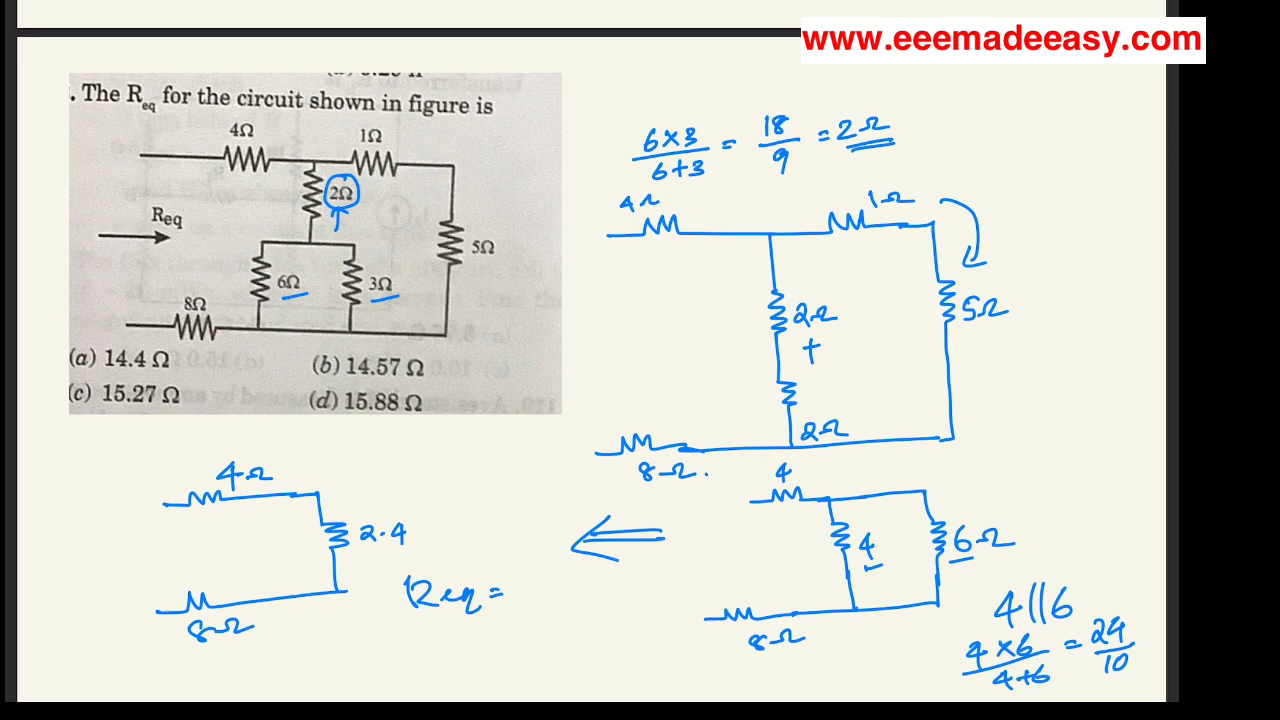 www.eeemadeeasy.com
. The Req for the circuit shown in figure is
4Ω
1Ω
2Ω
Req
5Ω
6Ω
3Ω
8Ω
(a) 14.4 Ω
(b) 14.57 Ω
(c) 15.27 Ω
(d) 15.88 Ω
6×3/6+3 = 18/9 = 2Ω
4Ω
1Ω
2Ω
+
5Ω
2Ω
8Ω.
4
4
6Ω
8Ω
4||6
4×6/4+6 = 24/10
4Ω
2.4
8Ω
Req =